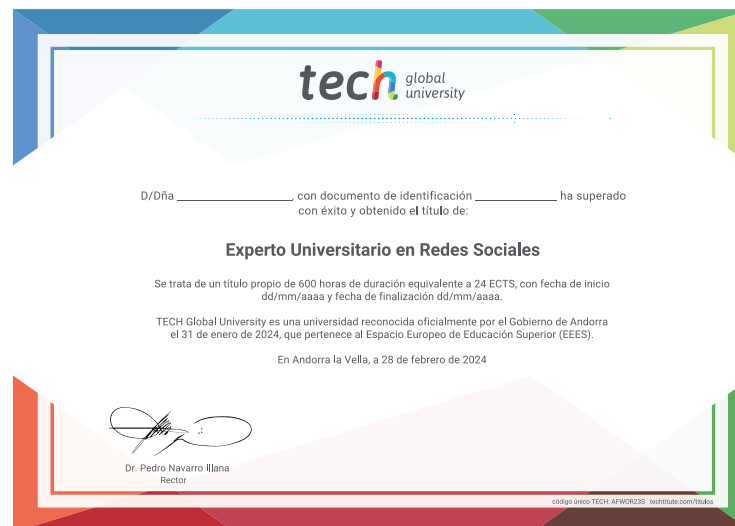 tech global
university
D/Dña ____________, con documento de identificación ____________ ha superado
con éxito y obtenido el título de:
Experto Universitario en Redes Sociales
Se trata de un título propio de 600 horas de duración equivalente a 24 ECTS, con fecha de inicio
dd/mm/aaaa y fecha de finalización dd/mm/aaaa.
TECH Global University es una universidad reconocida oficialmente por el Gobierno de Andorra
el 31 de enero de 2024, que pertenece al Espacio Europeo de Educación Superior (EEES).
En Andorra la Vella, a 28 de febrero de 2024
Dr. Pedro Navarro Illana
Rector
código único TECH: AFWOR23S techtitute.com/titulos